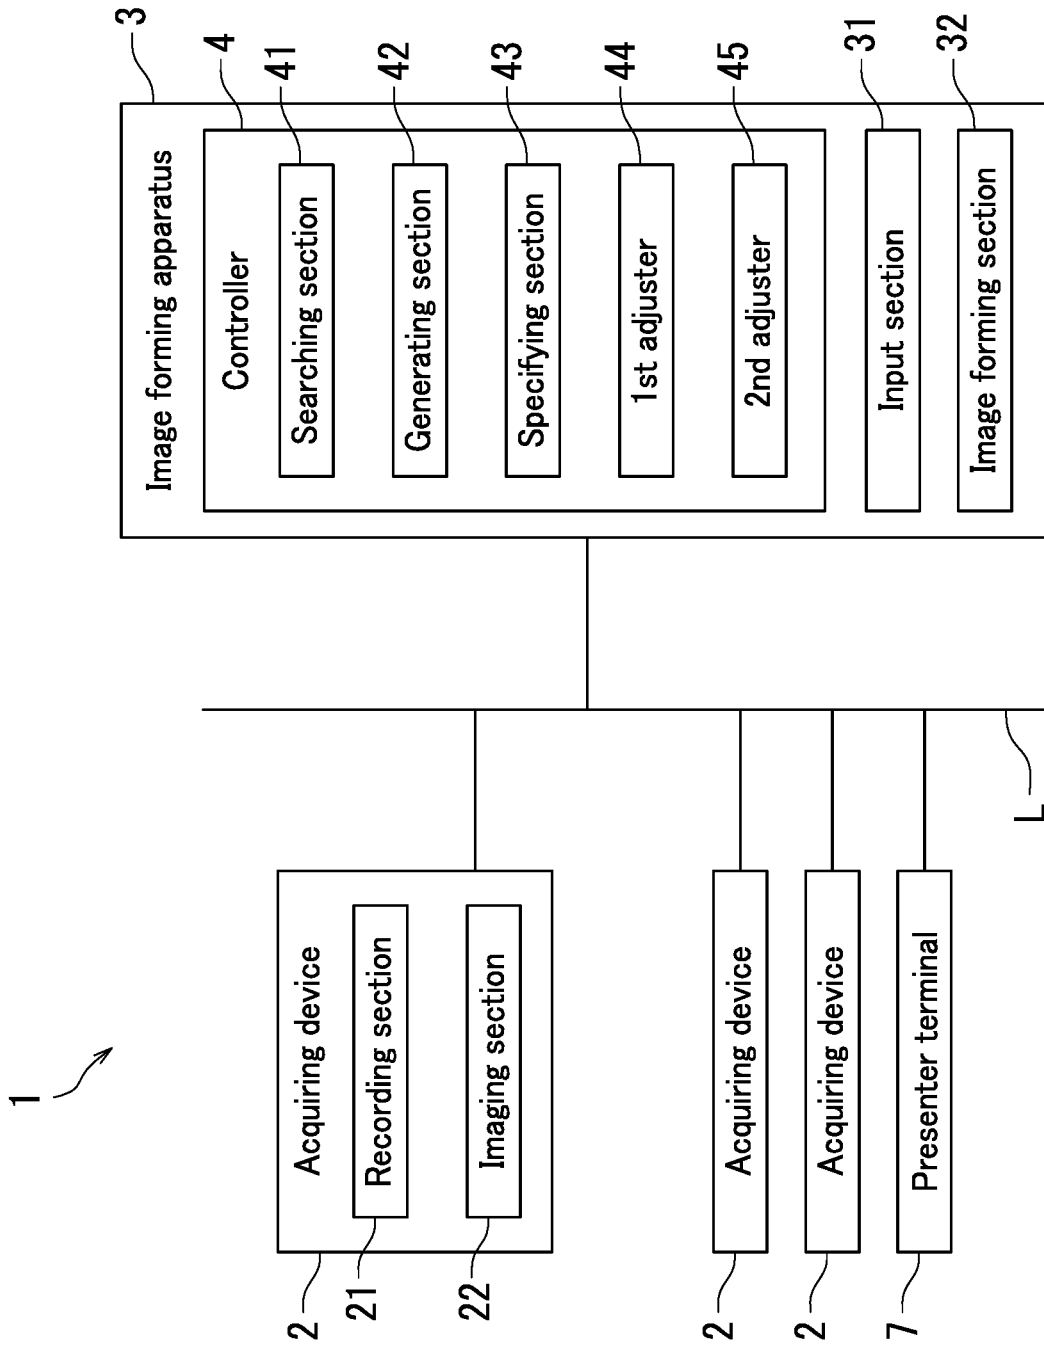 1
2
Acquiring device
21
Recording section
22
Imaging section
2
Acquiring device
2
Acquiring device
7
Presenter terminal
L
Image forming apparatus
3
Controller
4
Searching section
41
Generating section
42
Specifying section
43
1st adjuster
44
2nd adjuster
45
Input section
31
Image forming section
32